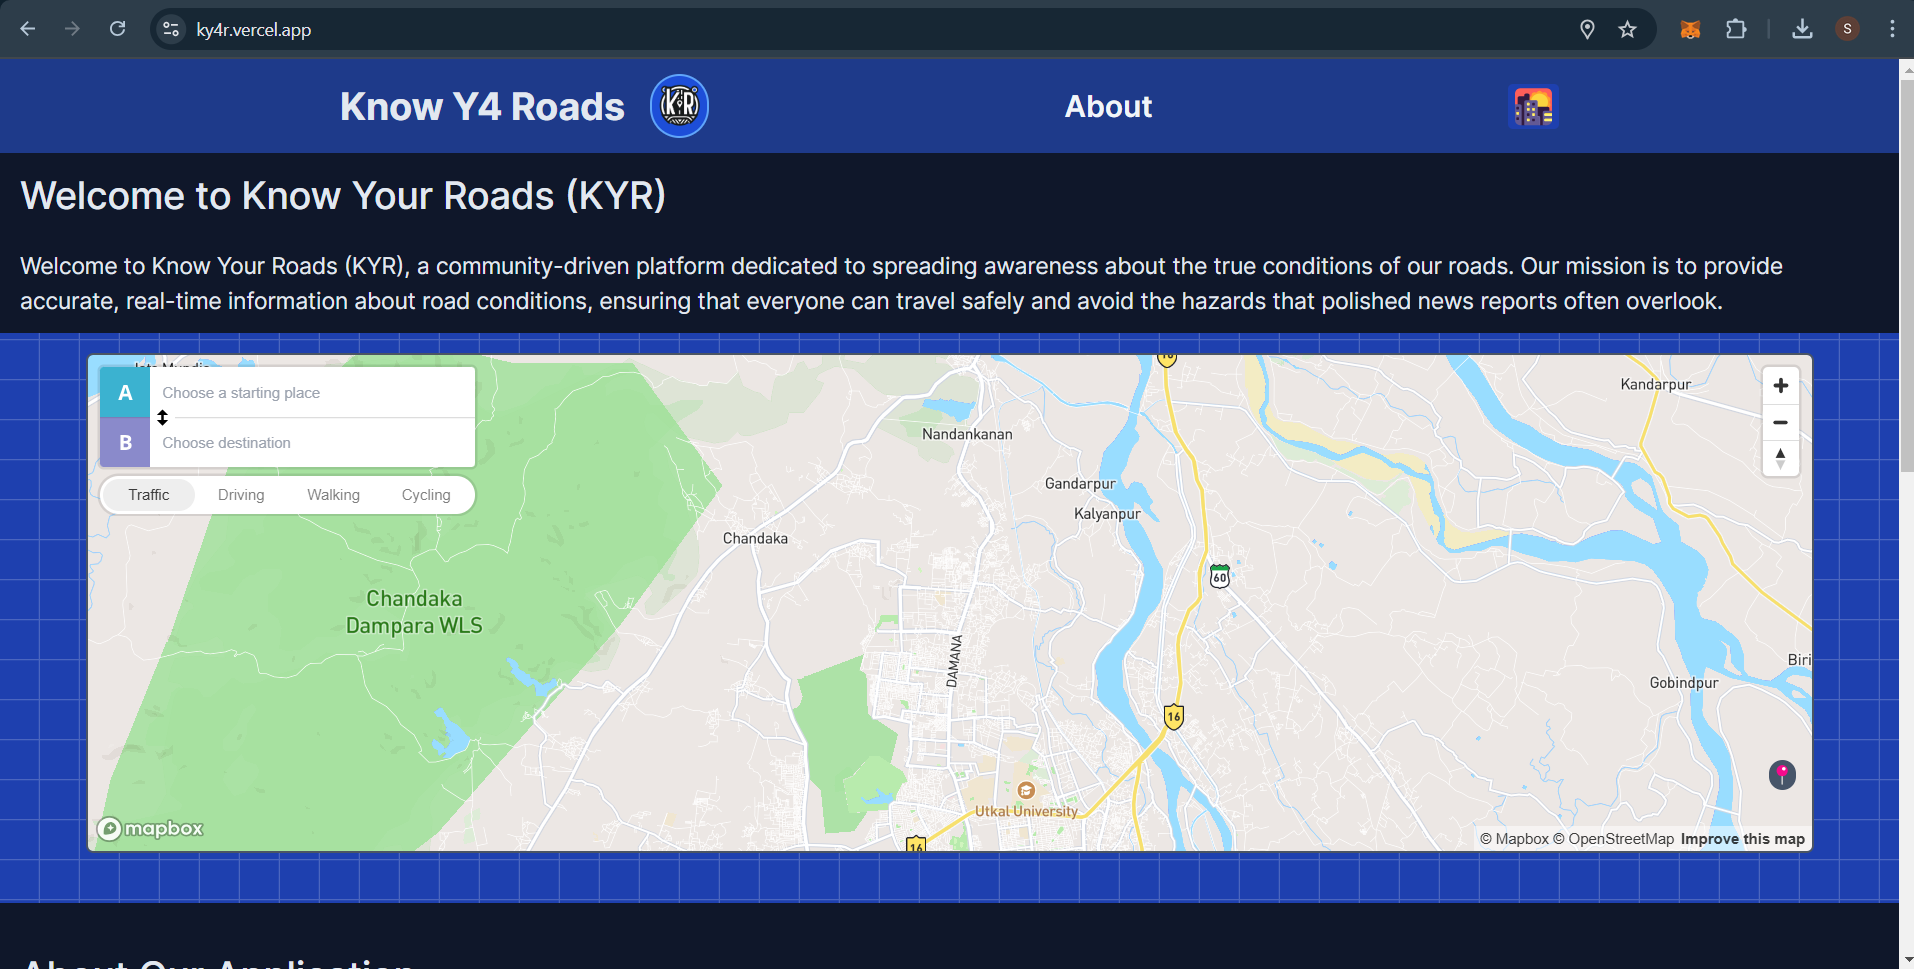 ky4r.vercel.app
S
Know Y4 Roads
KYR
About
Welcome to Know Your Roads (KYR)
Welcome to Know Your Roads (KYR), a community-driven platform dedicated to spreading awareness about the true conditions of our roads. Our mission is to provide
accurate, real-time information about road conditions, ensuring that everyone can travel safely and avoid the hazards that polished news reports often overlook.
A
Choose a starting place
B
Choose destination
Traffic
Driving
Walking
Cycling
Kandarpur
Nandankanan
Gandarpur
Kalyanpur
Chandaka
60
Chandaka
Dampara WLS
DAMANA
Biri
Gobindpur
16
Utkal University
16
mapbox
© Mapbox © OpenStreetMap Improve this map
About Our Application